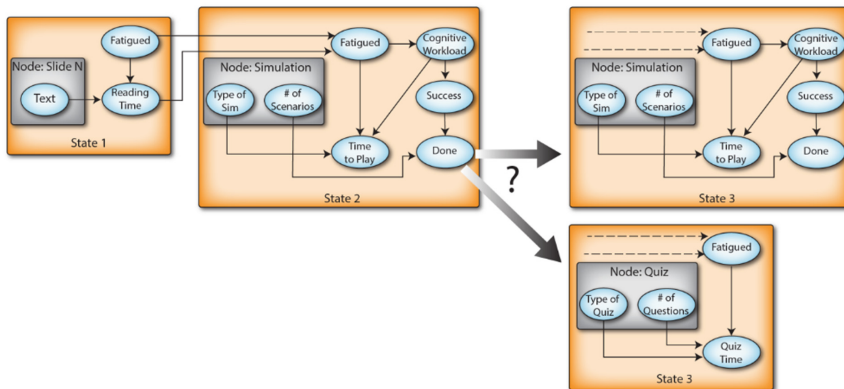 Fatigued
Node: Slide N
Text
Reading
Time
State 1
Fatigued
Cognitive
Workload
Node: Simulation
Type of
Sim
# of
Scenarios
Success
Time
to Play
Done
State 2
?
Fatigued
Cognitive
Workload
Node: Simulation
Type of
Sim
# of
Scenarios
Success
Time
to Play
Done
State 3
Fatigued
Node: Quiz
Type of
Quiz
# of
Questions
Quiz
Time
State 3